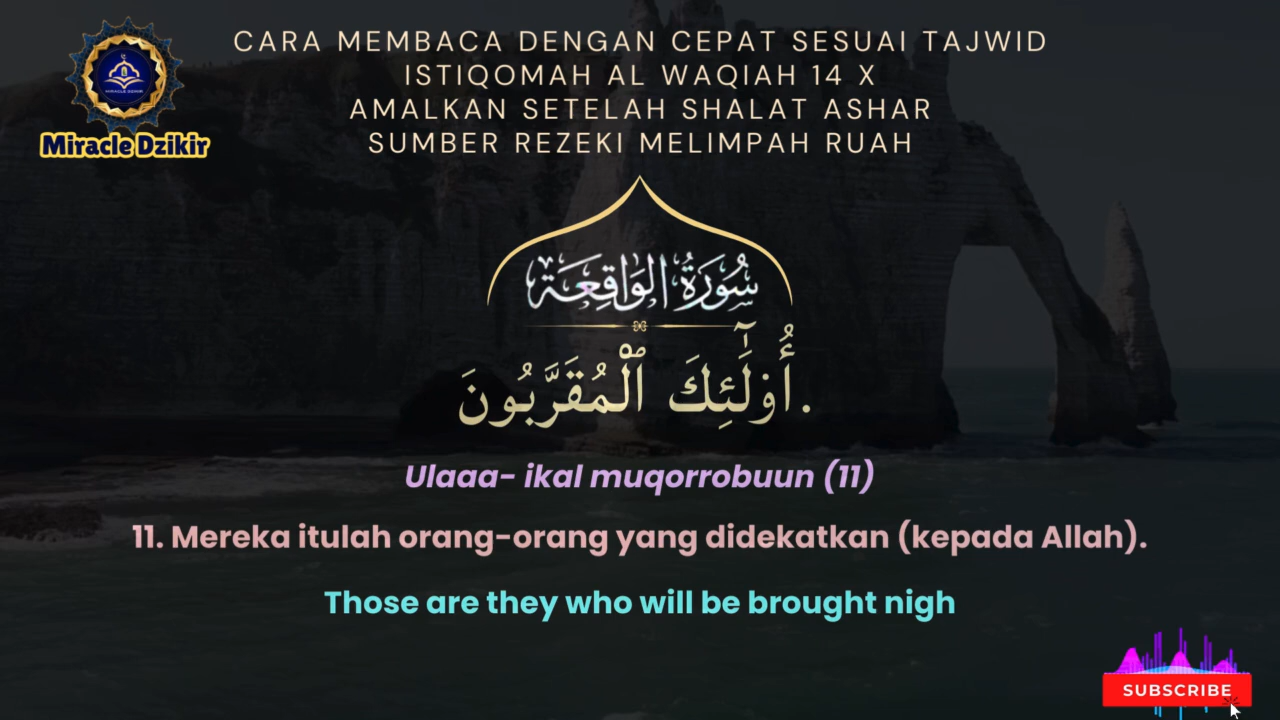 CARA MEMBACA DENGAN CEPAT SESUAI TAJWID
ISTIQOMAH AL WAQIAH 14 X
AMALKAN SETELAH SHALAT ASHAR
SUMBER REZEKI MELIMPAH RUAH
MIRACLE DZIKIR
Miracle Dzikir
سُورَةُ الوَاقِعَة
أُو۟لَٰٓئِكَ ٱلْمُقَرَّبُونَ.
Ulaaa- ikal muqorrobuun (11)
11. Mereka itulah orang-orang yang didekatkan (kepada Allah).
Those are they who will be brought nigh
SUBSCRIBE